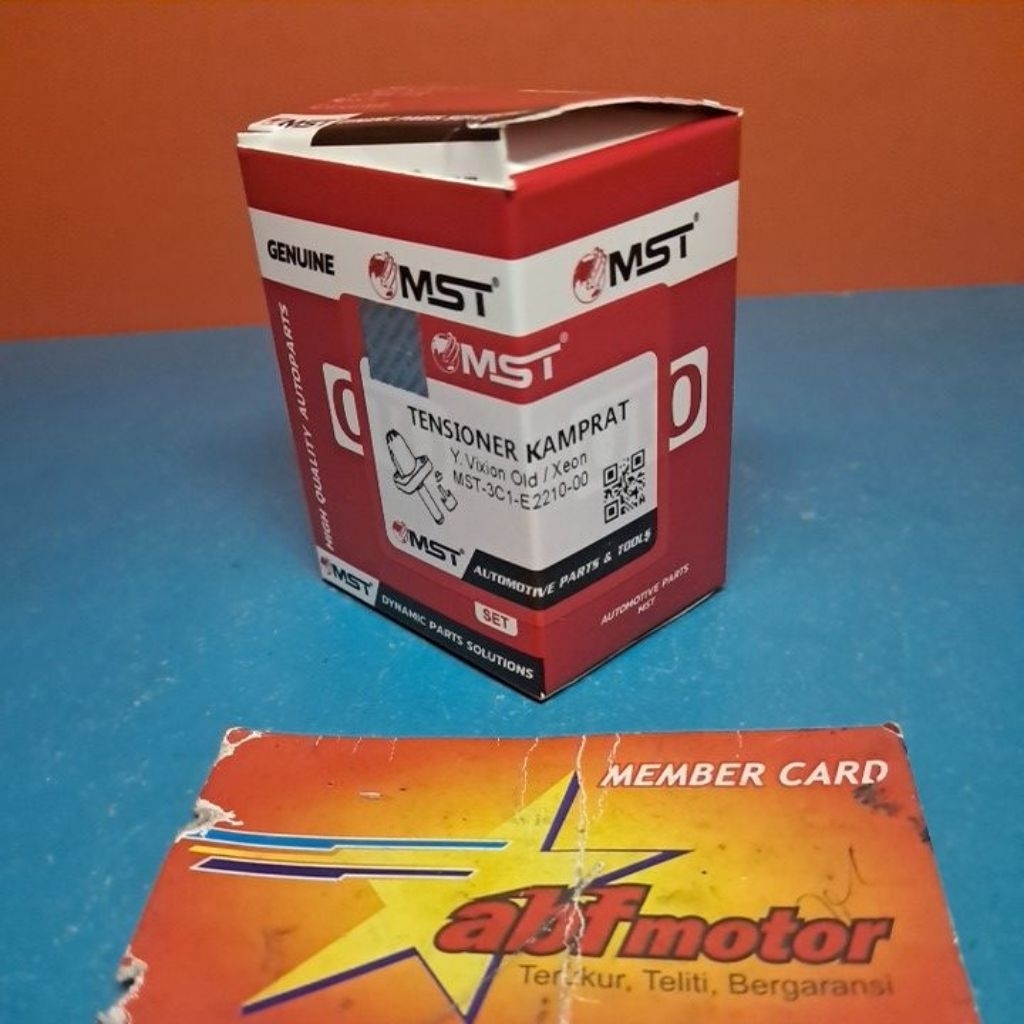 MST
GENUINE
MST®
MST®
HIGH QUALITY AUTOPARTS
MST®
TENSIONER KAMPRAT
Y. Vixion Old / Xeon
MST-3C1-E2210-00
MST®
AUTOMOTIVE PARTS & TOOLS
MST
DYNAMIC PARTS SOLUTIONS
SET
AUTOMOTIVE PARTS
MST
MEMBER CARD
abfmotor
Terukur, Teliti, Bergaransi